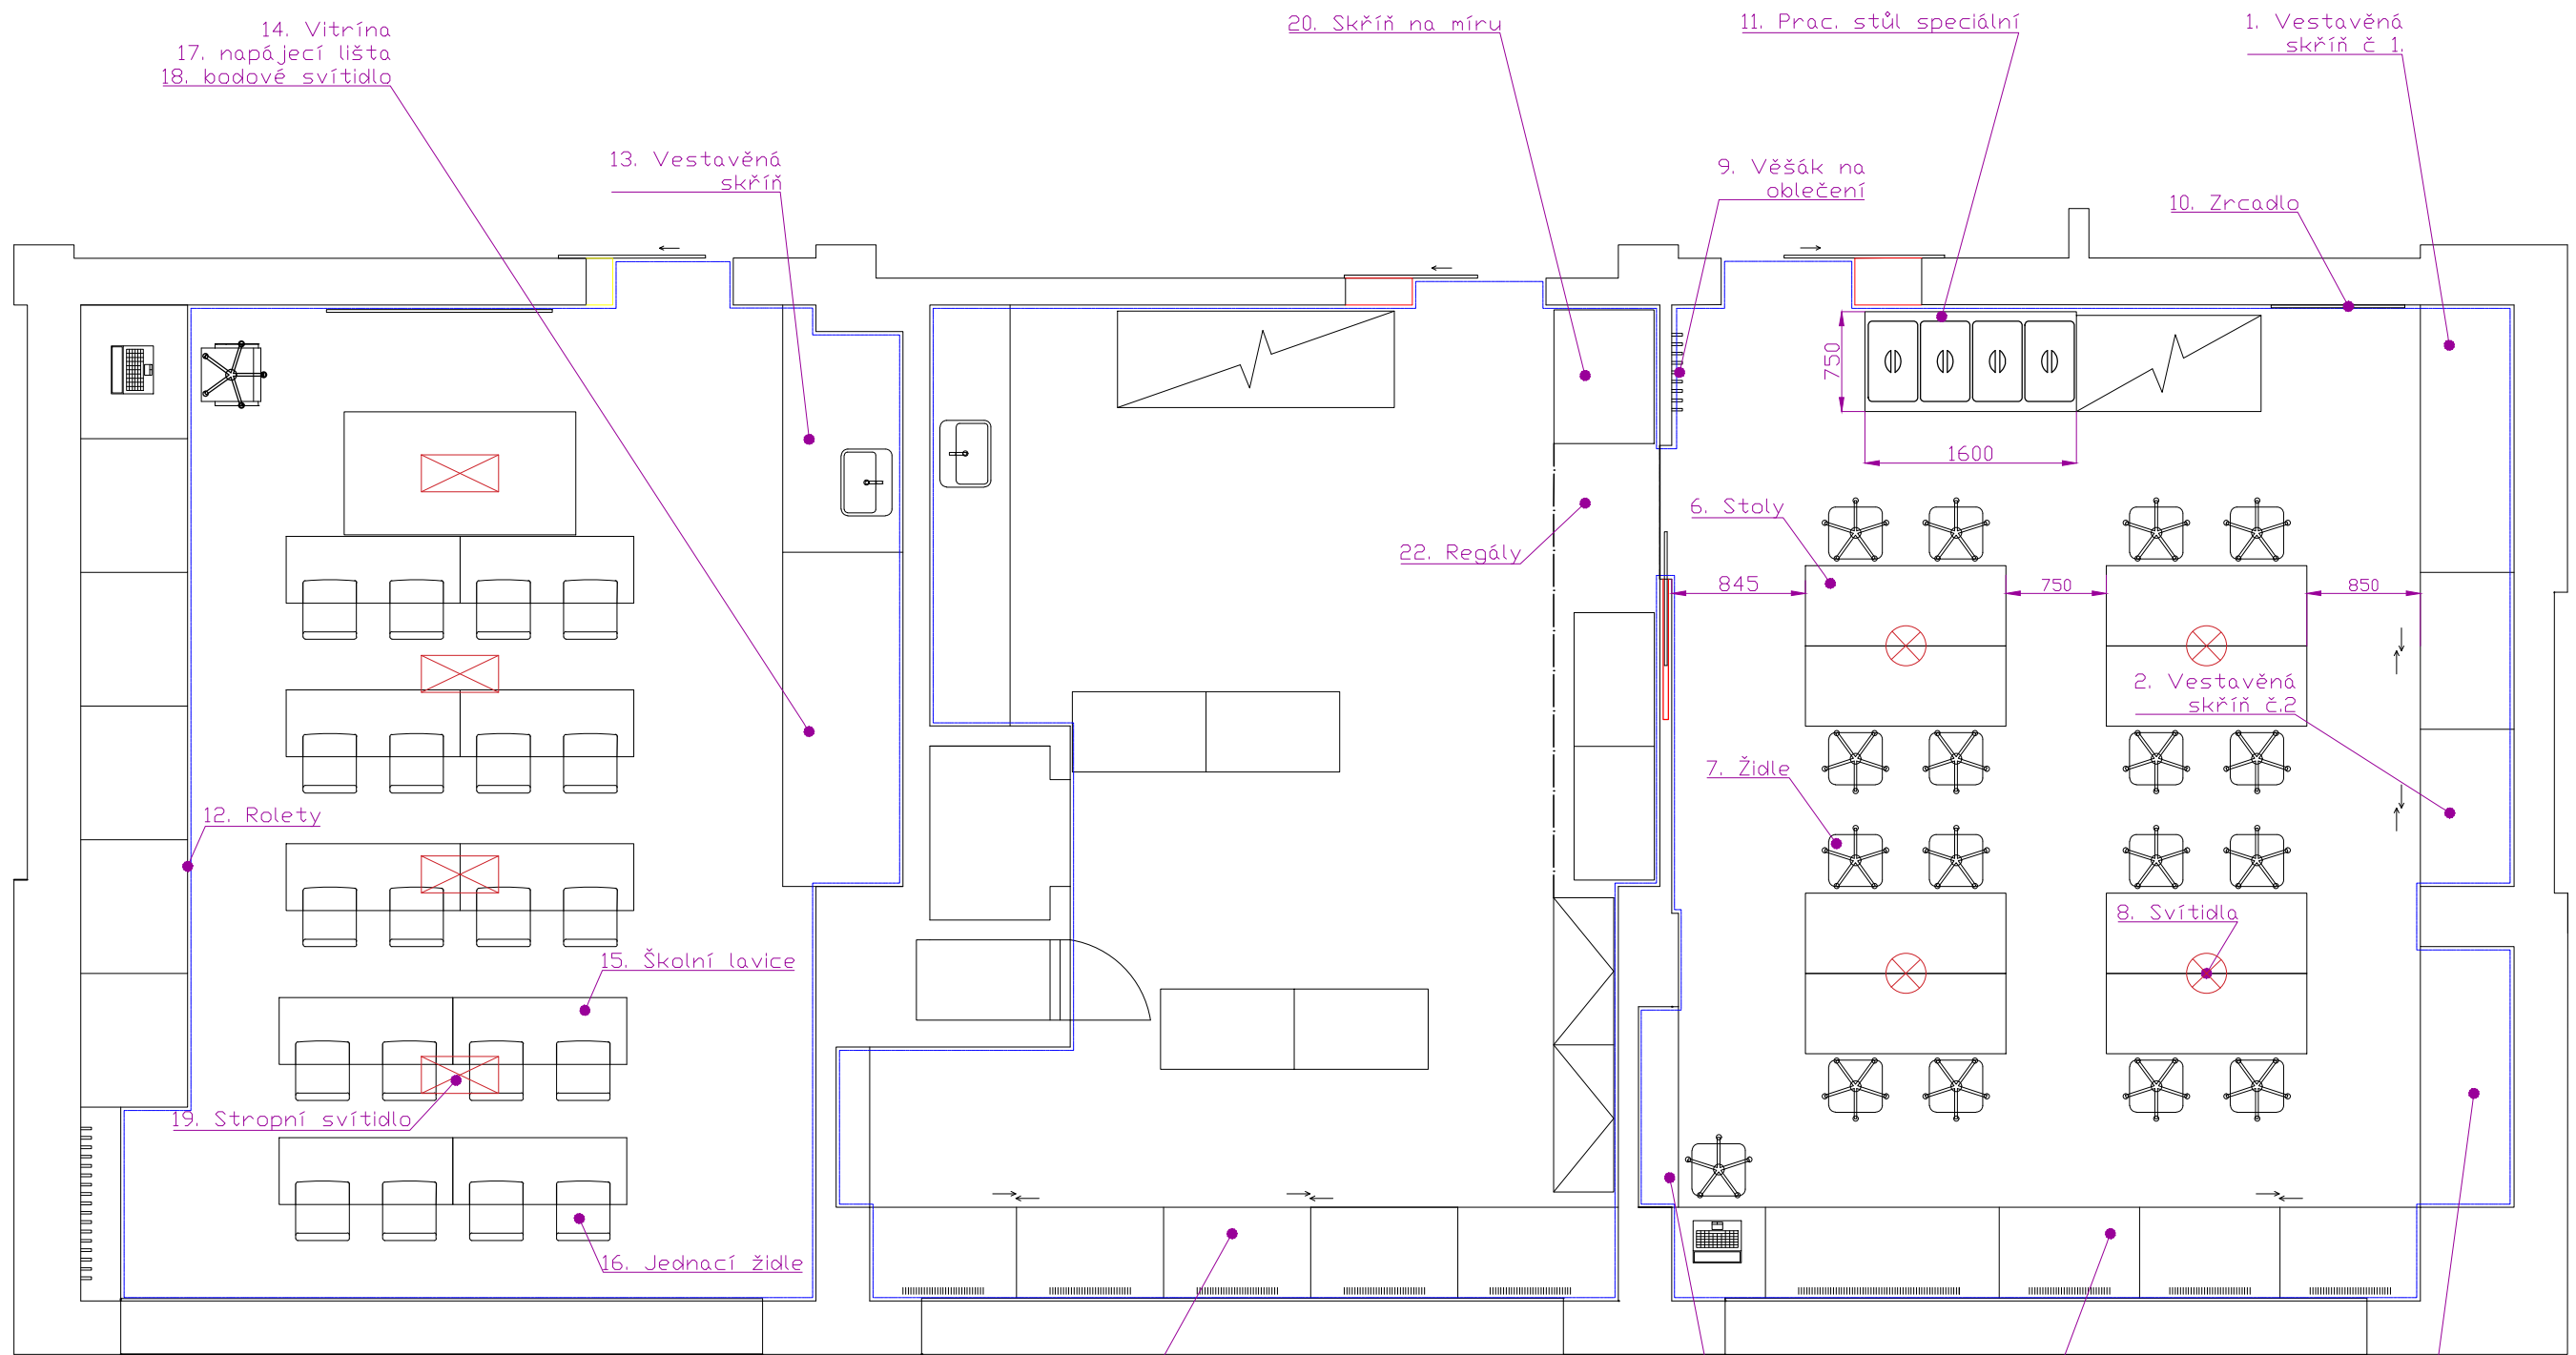 14. Vitrína
17. napájecí lišta
18. bodové svítidlo
20. Skříň na míru
11. Prac. stůl speciální
1. Vestavěná
skříň č 1.
13. Vestavěná
skříň
9. Věšák na
oblečení
10. Zrcadlo
750
1600
6. Stoly
22. Regály
845
750
850
2. Vestavěná
skříň č.2
7. Židle
12. Rolety
8. Svítidla
15. Školní lavice
19. Stropní svítidlo
16. Jednací židle